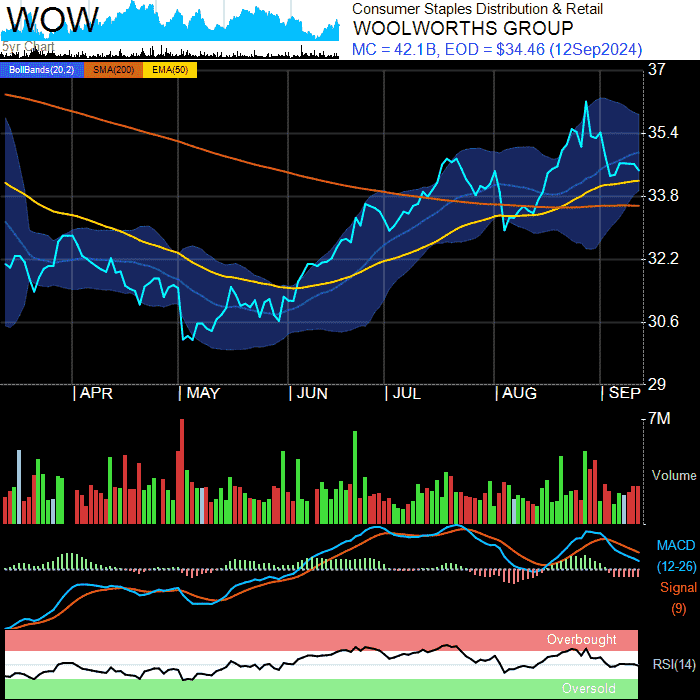 WOW
5yr Chart
Consumer Staples Distribution & Retail
WOOLWORTHS GROUP
MC = 42.1B, EOD = $34.46 (12Sep2024)
BollBands(20,2) SMA(200) EMA(50)
37
35.4
33.8
32.2
30.6
29
APR MAY JUN JUL AUG SEP
7M
Volume
MACD
(12-26)
Signal
(9)
Overbought
RSI(14)
Oversold